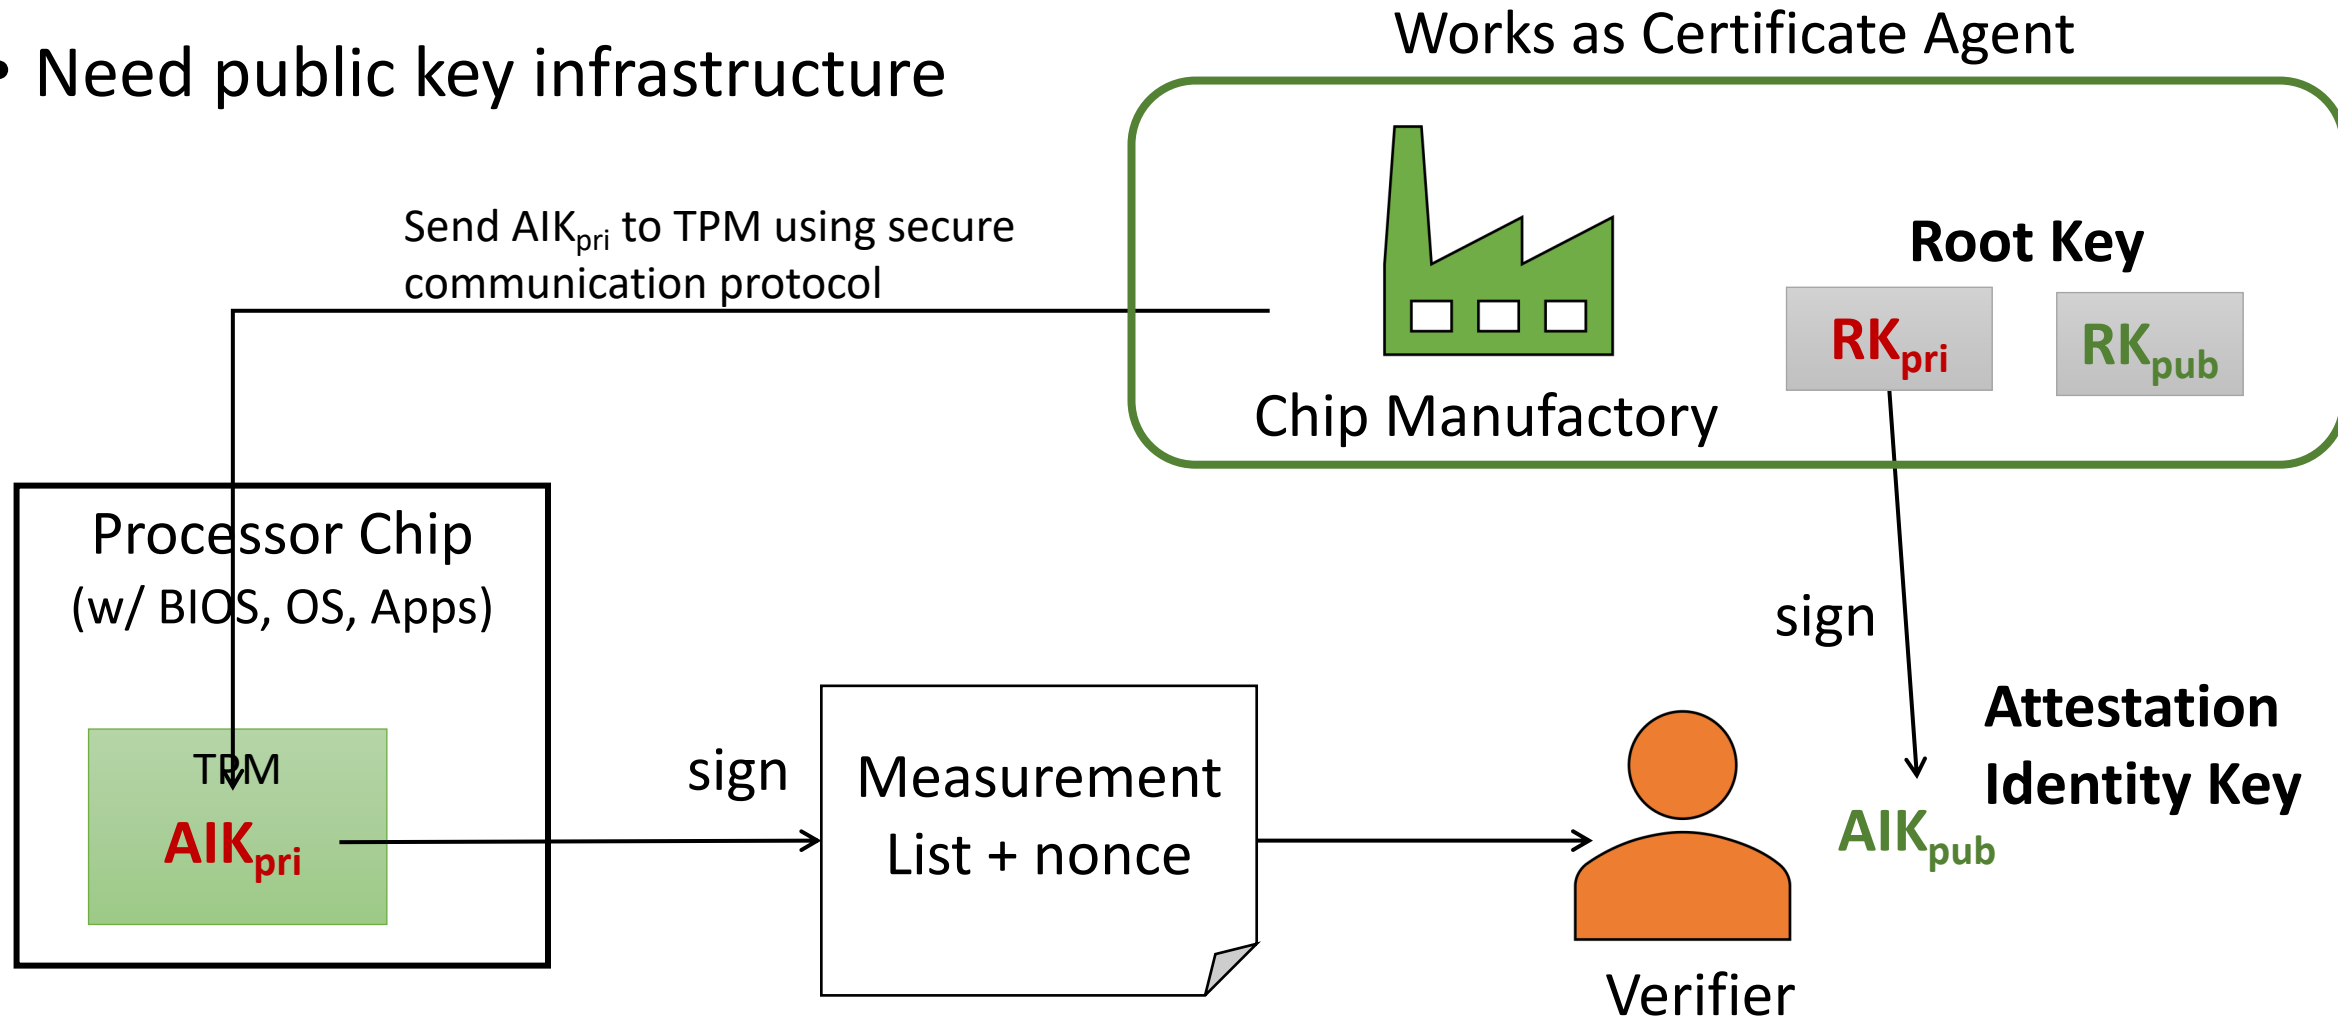 • Need public key infrastructure
Works as Certificate Agent
Send AIKpri to TPM using secure
communication protocol
Root Key
RKpri
RKpub
Chip Manufactory
Processor Chip
(w/ BIOS, OS, Apps)
TPM
AIKpri
sign
Measurement
List + nonce
Verifier
sign
Attestation
Identity Key
AIKpub